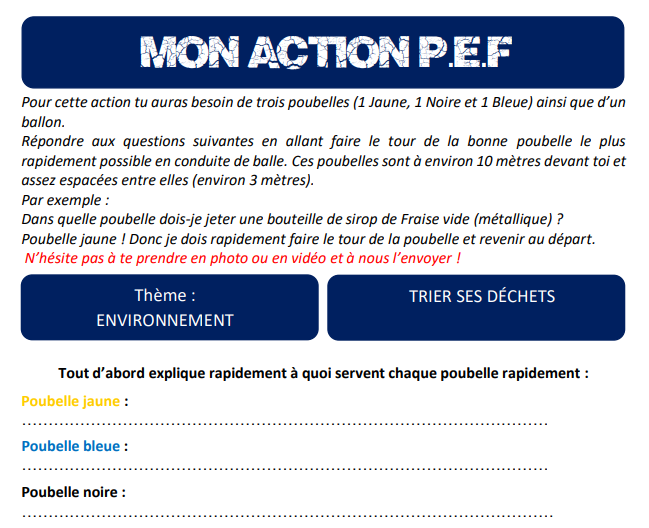 MON ACTION P.E.F
Pour cette action tu auras besoin de trois poubelles (1 Jaune, 1 Noire et 1 Bleue) ainsi que d'un
ballon.
Répondre aux questions suivantes en allant faire le tour de la bonne poubelle le plus
rapidement possible en conduite de balle. Ces poubelles sont à environ 10 mètres devant toi et
assez espacées entre elles (environ 3 mètres).
Par exemple :
Dans quelle poubelle dois-je jeter une bouteille de sirop de Fraise vide (métallique) ?
Poubelle jaune ! Donc je dois rapidement faire le tour de la poubelle et revenir au départ.
N'hésite pas à te prendre en photo ou en vidéo et à nous l'envoyer !
Thème :
ENVIRONNEMENT
TRIER SES DÉCHETS
Tout d'abord explique rapidement à quoi servent chaque poubelle rapidement :
Poubelle jaune :
……………………………………………………………………………………………
Poubelle bleue :
……………………………………………………………………………………………
Poubelle noire :
……………………………………………………………………………………………